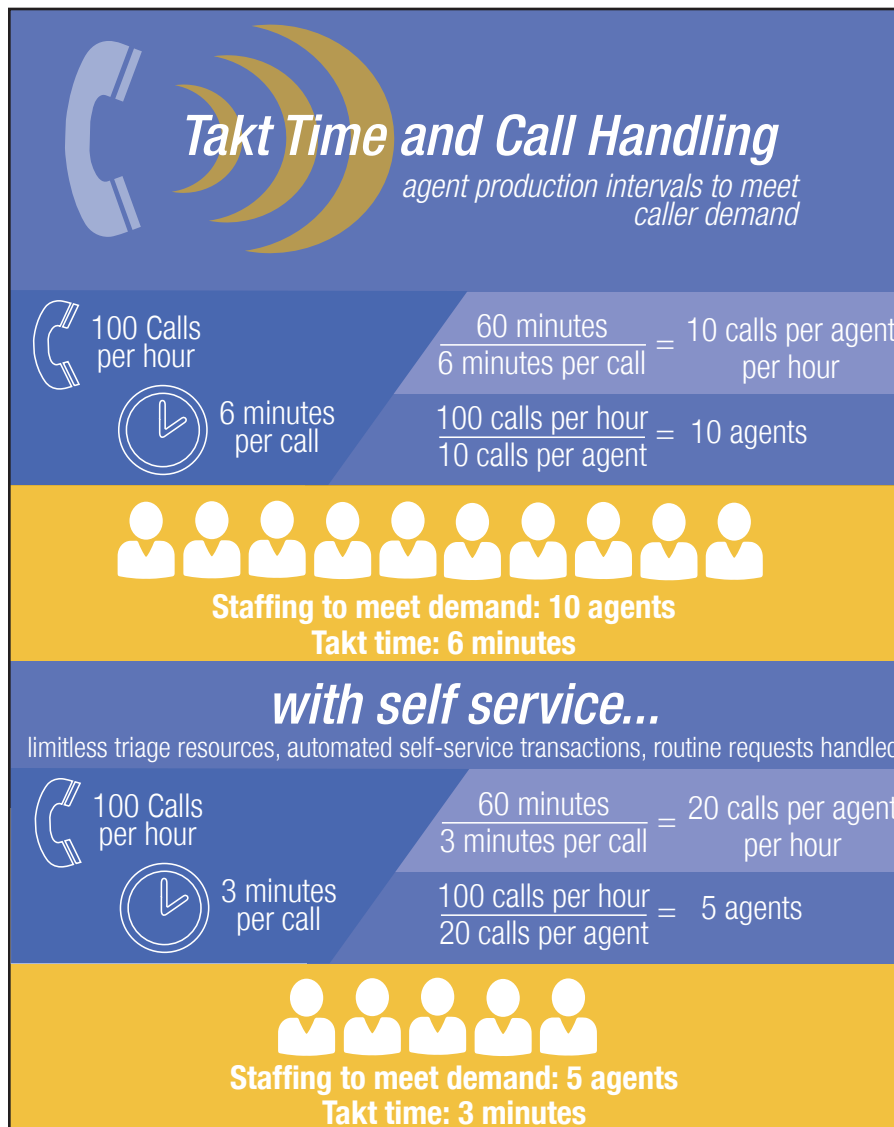 Takt Time and Call Handling
agent production intervals to meet
caller demand
100 Calls
per hour
6 minutes
per call
60 minutes
6 minutes per call
= 10 calls per agent
per hour
100 calls per hour
10 calls per agent
= 10 agents
Staffing to meet demand: 10 agents
Takt time: 6 minutes
with self service...
limitless triage resources, automated self-service transactions, routine requests handled
100 Calls
per hour
3 minutes
per call
60 minutes
3 minutes per call
= 20 calls per agent
per hour
100 calls per hour
20 calls per agent
= 5 agents
Staffing to meet demand: 5 agents
Takt time: 3 minutes